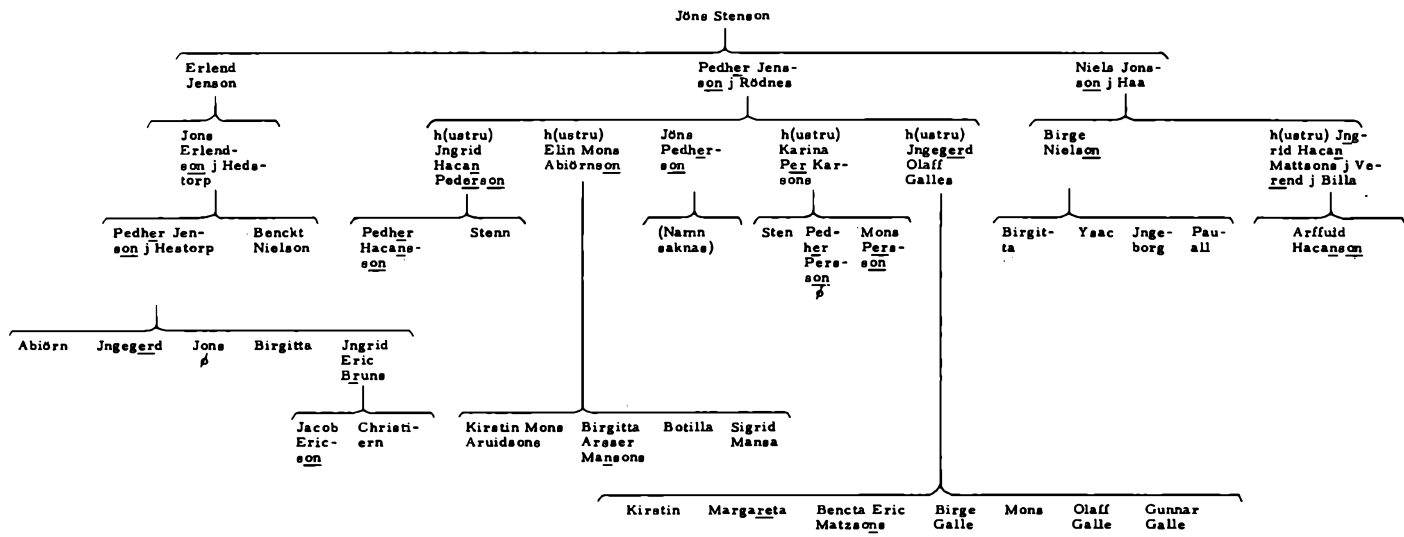 Jöns Stenson
Erlend
Jenson
Pedher Jens-
son j Rödnes
Niels Jons-
son j Haa
Jons
Erlend-
son j Heds-
torp
h(ustru)
Jngrid
Hacan
Pederson
h(ustru)
Elin Mons
Abiörnson
Jöns
Pedher-
son
h(ustru)
Karina
Per Kar-
sons
h(ustru)
Jngegerd
Olaff
Galles
Birge
Nielson
h(ustru) Jng-
rid Hacan
Mattsons j Ve-
rend j Billa
Pedher Jen-
son j Hestorp
Benckt
Nielson
Pedher
Hacans-
son
Stenn
(Namn
saknas)
Sten
Ped-
her
Pers-
son
ø
Mons
Pers-
son
Birgit-
ta
Ysac
Jnge-
borg
Pau-
all
Arffuld
Hacanson
Abiörn
Jngegerd
Jons
ø
Birgitta
Jngrid
Eric
Bruns
Jacob
Eric-
son
Christi-
ern
Kirstin Mons
Aruidsons
Birgitta
Arsser
Mansons
Botilla
Sigrid
Mansa
Kirstin
Margareta
Bencta Eric
Matzsons
Birge
Galle
Mons
Olaff
Galle
Gunnar
Galle